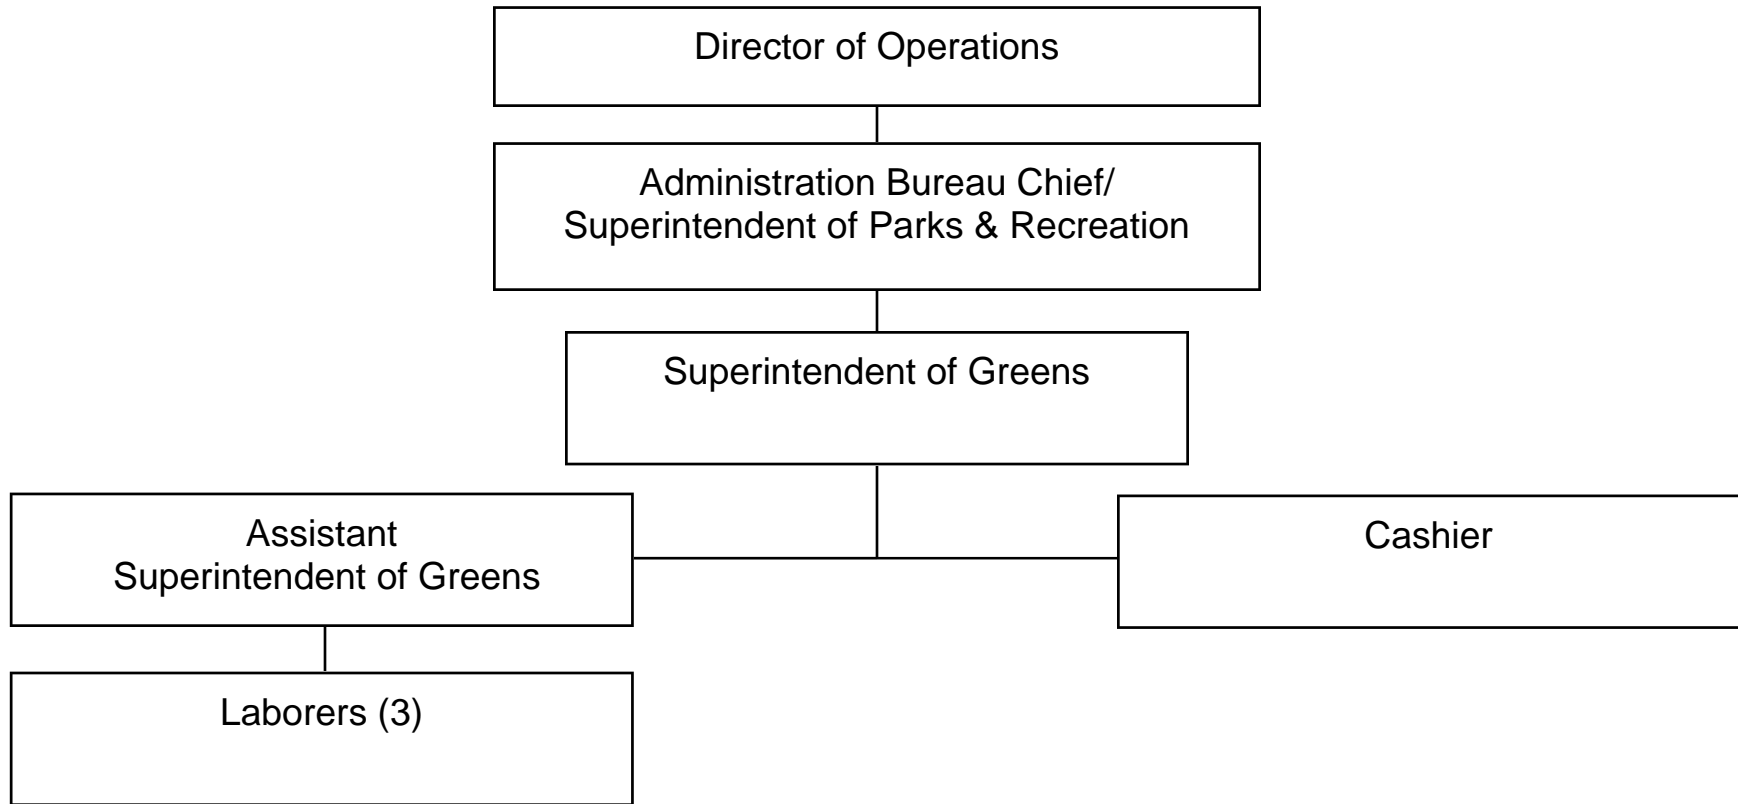 Director of Operations
Administration Bureau Chief/
Superintendent of Parks & Recreation
Superintendent of Greens
Assistant
Superintendent of Greens
Cashier
Laborers (3)